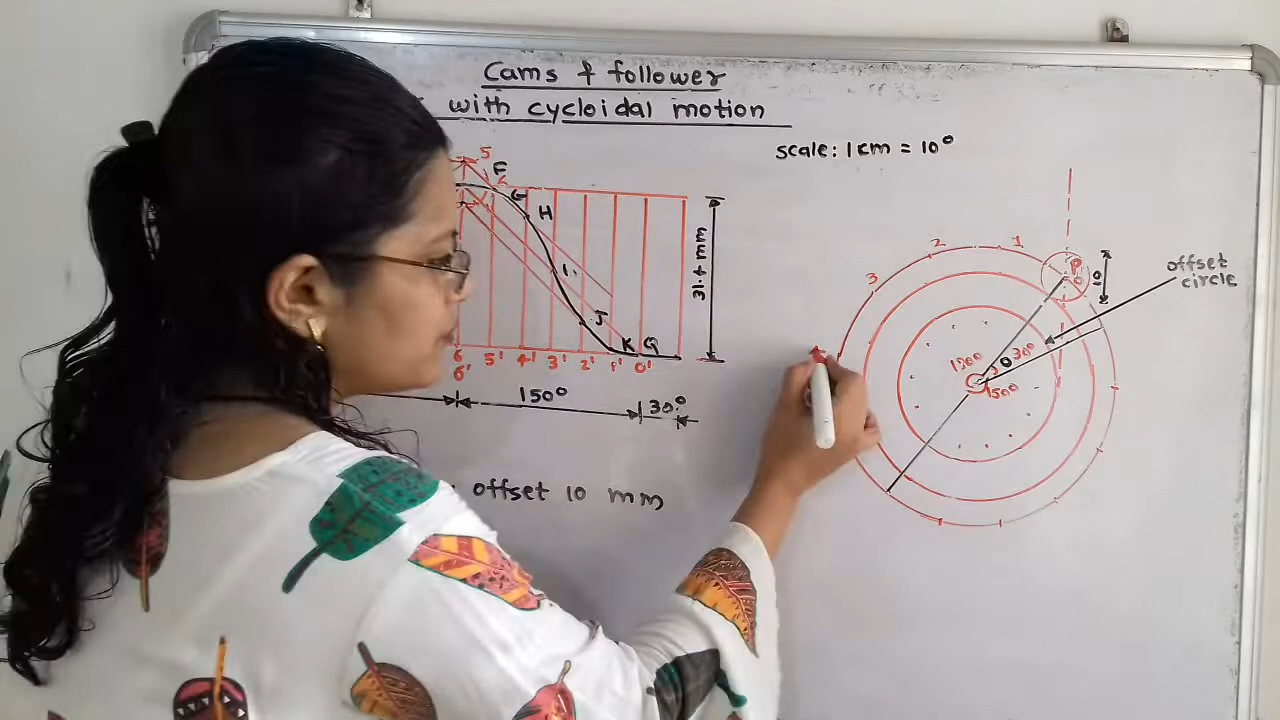 Cams & follower
with cycloidal motion
scale: 1cm = 10°
5
F
G
H
I
J
K Q
31.4 mm
6 5' 4' 3' 2' 1' 0'
6'
150° 30°
offset 10 mm
3 2 1
P
0
10
offset
circle
150° θ 30°
150°